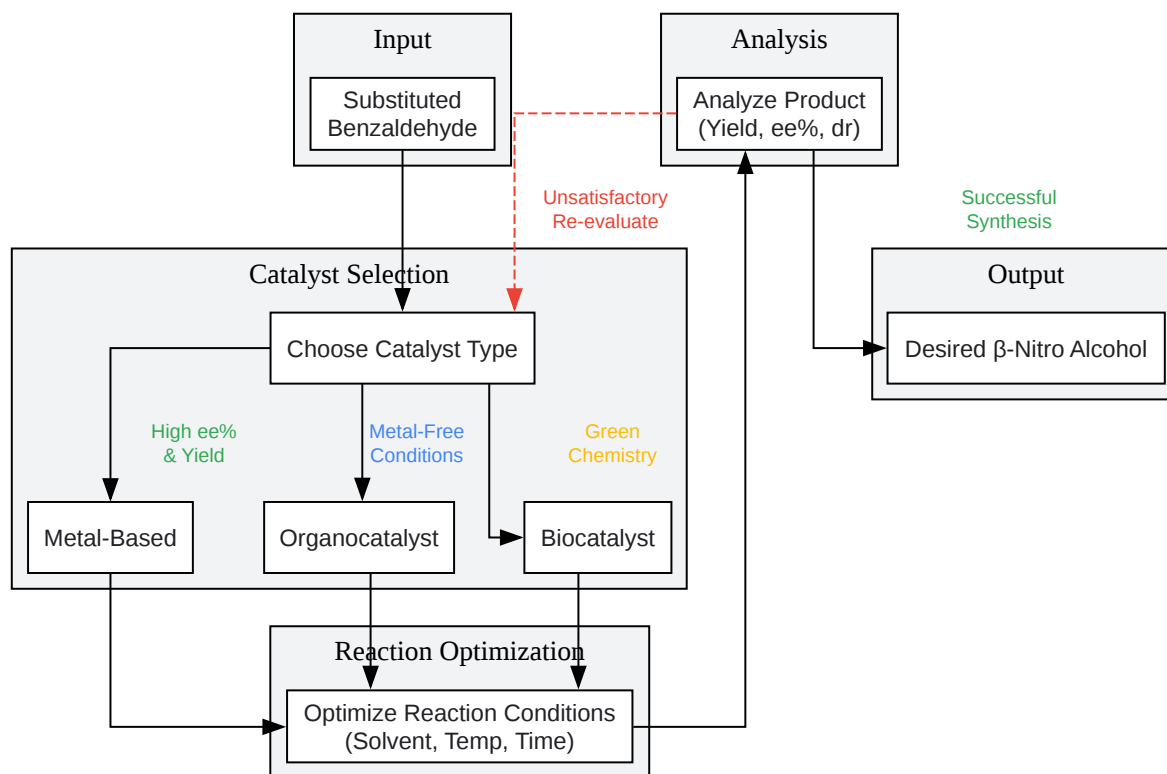 Input
Substituted
Benzaldehyde
Analysis
Analyze Product
(Yield, ee%, dr)
Unsatisfactory
Re-evaluate
Successful
Synthesis
Catalyst Selection
Choose Catalyst Type
Output
Desired β-Nitro Alcohol
High ee%
& Yield
Metal-Free
Conditions
Green
Chemistry
Metal-Based
Organocatalyst
Biocatalyst
Reaction Optimization
Optimize Reaction Conditions
(Solvent, Temp, Time)